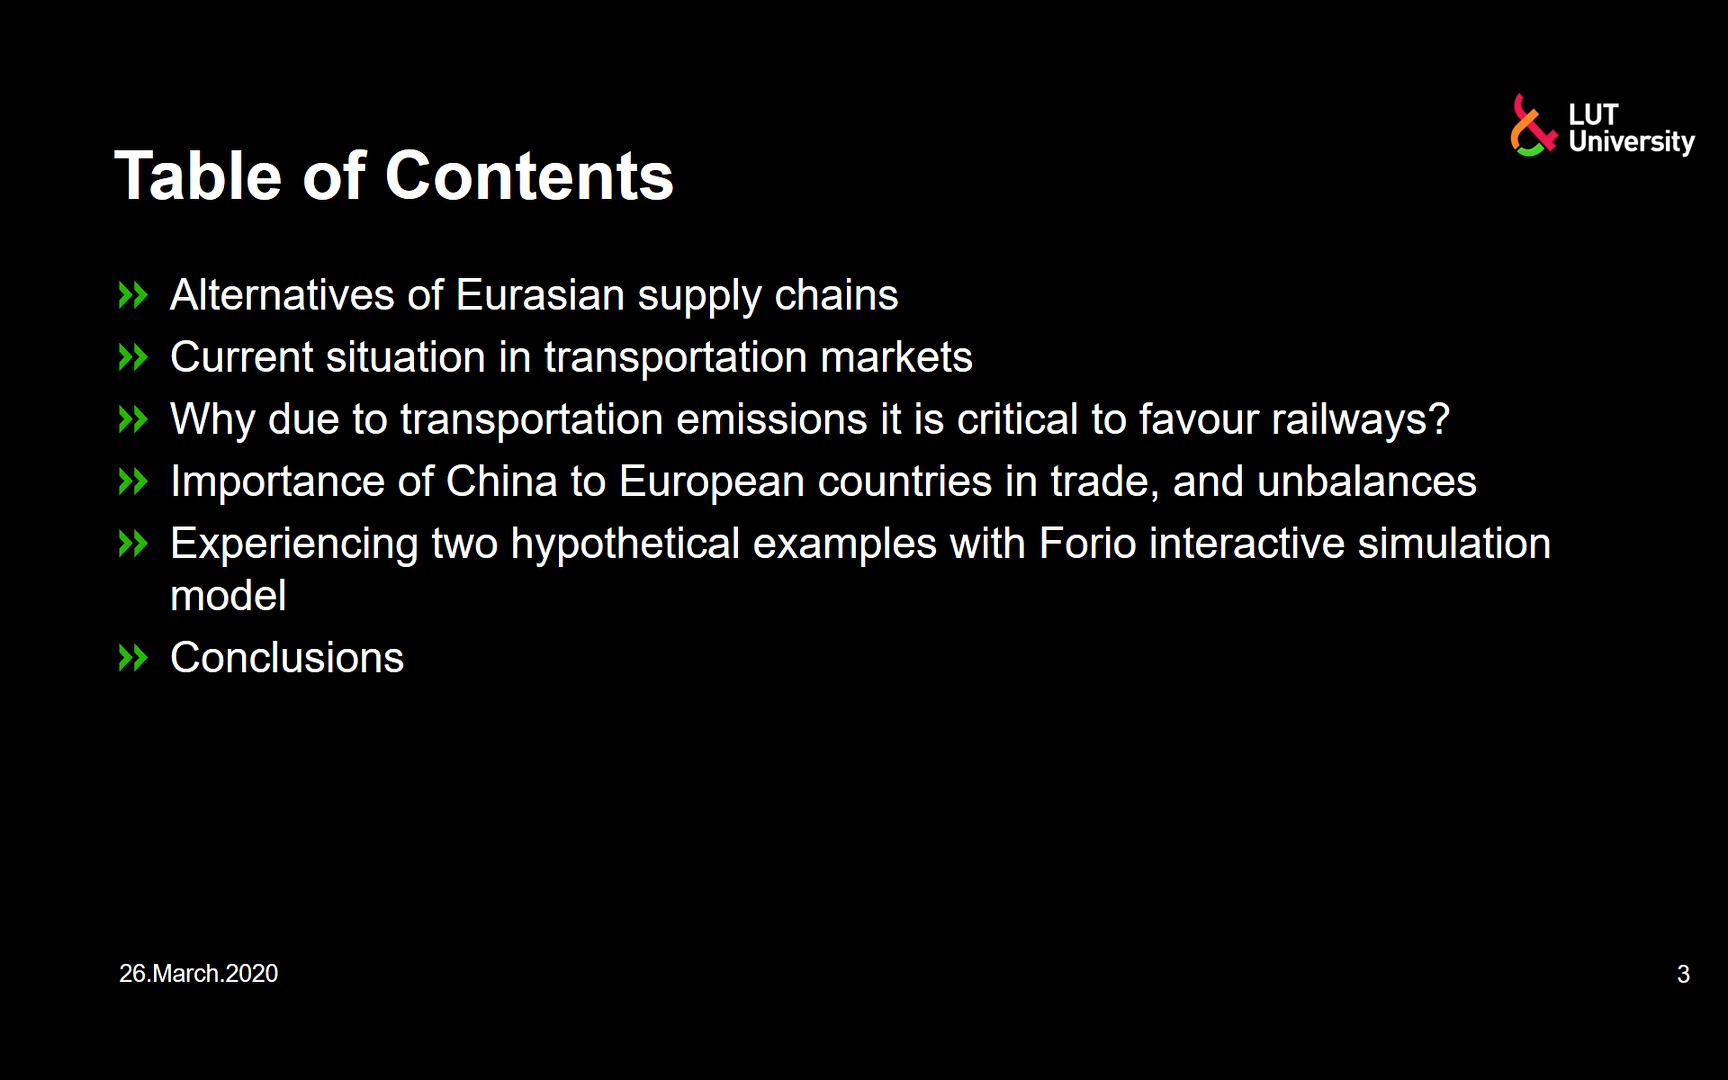 LUT
University
Table of Contents
Alternatives of Eurasian supply chains
Current situation in transportation markets
Why due to transportation emissions it is critical to favour railways?
Importance of China to European countries in trade, and unbalances
Experiencing two hypothetical examples with Forio interactive simulation
model
Conclusions
26.March.2020
3